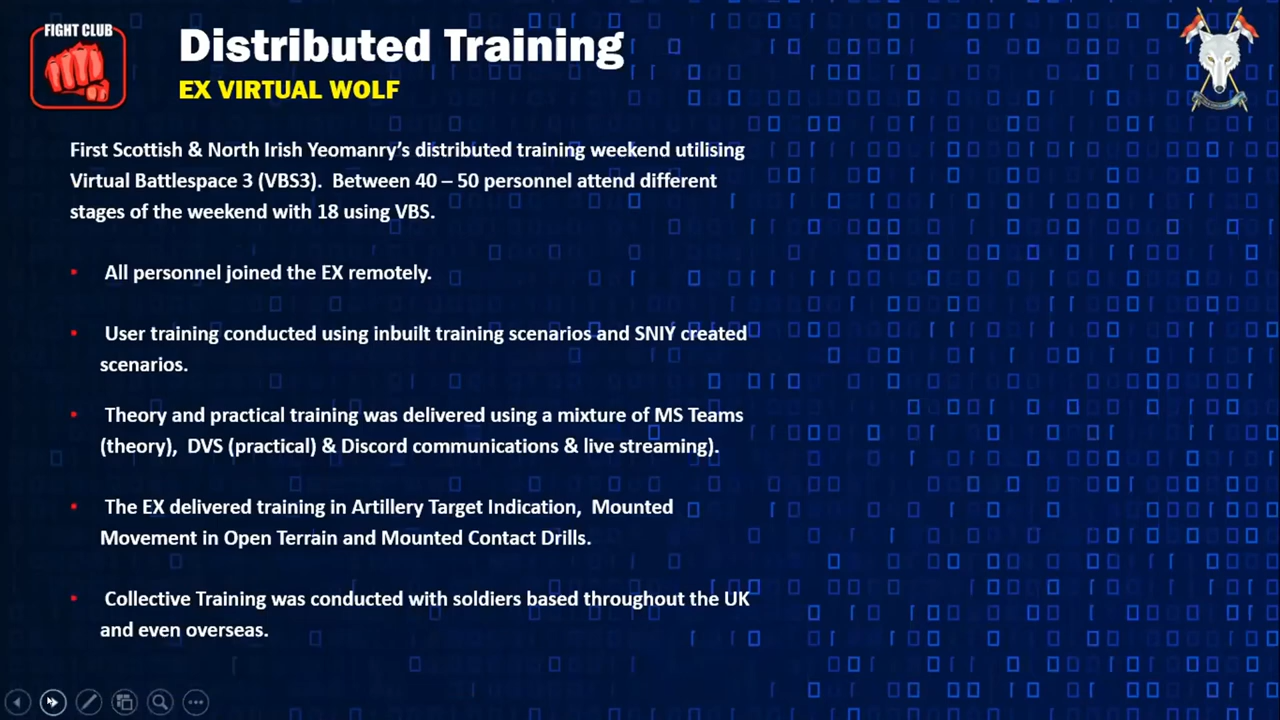 FIGHT CLUB
Distributed Training
EX VIRTUAL WOLF
First Scottish & North Irish Yeomanry’s distributed training weekend utilising
Virtual Battlespace 3 (VBS3).  Between 40 – 50 personnel attend different
stages of the weekend with 18 using VBS.
• All personnel joined the EX remotely.
• User training conducted using inbuilt training scenarios and SNIY created
scenarios.
• Theory and practical training was delivered using a mixture of MS Teams
(theory),  DVS (practical) & Discord communications & live streaming).
• The EX delivered training in Artillery Target Indication,  Mounted
Movement in Open Terrain and Mounted Contact Drills.
• Collective Training was conducted with soldiers based throughout the UK
and even overseas.